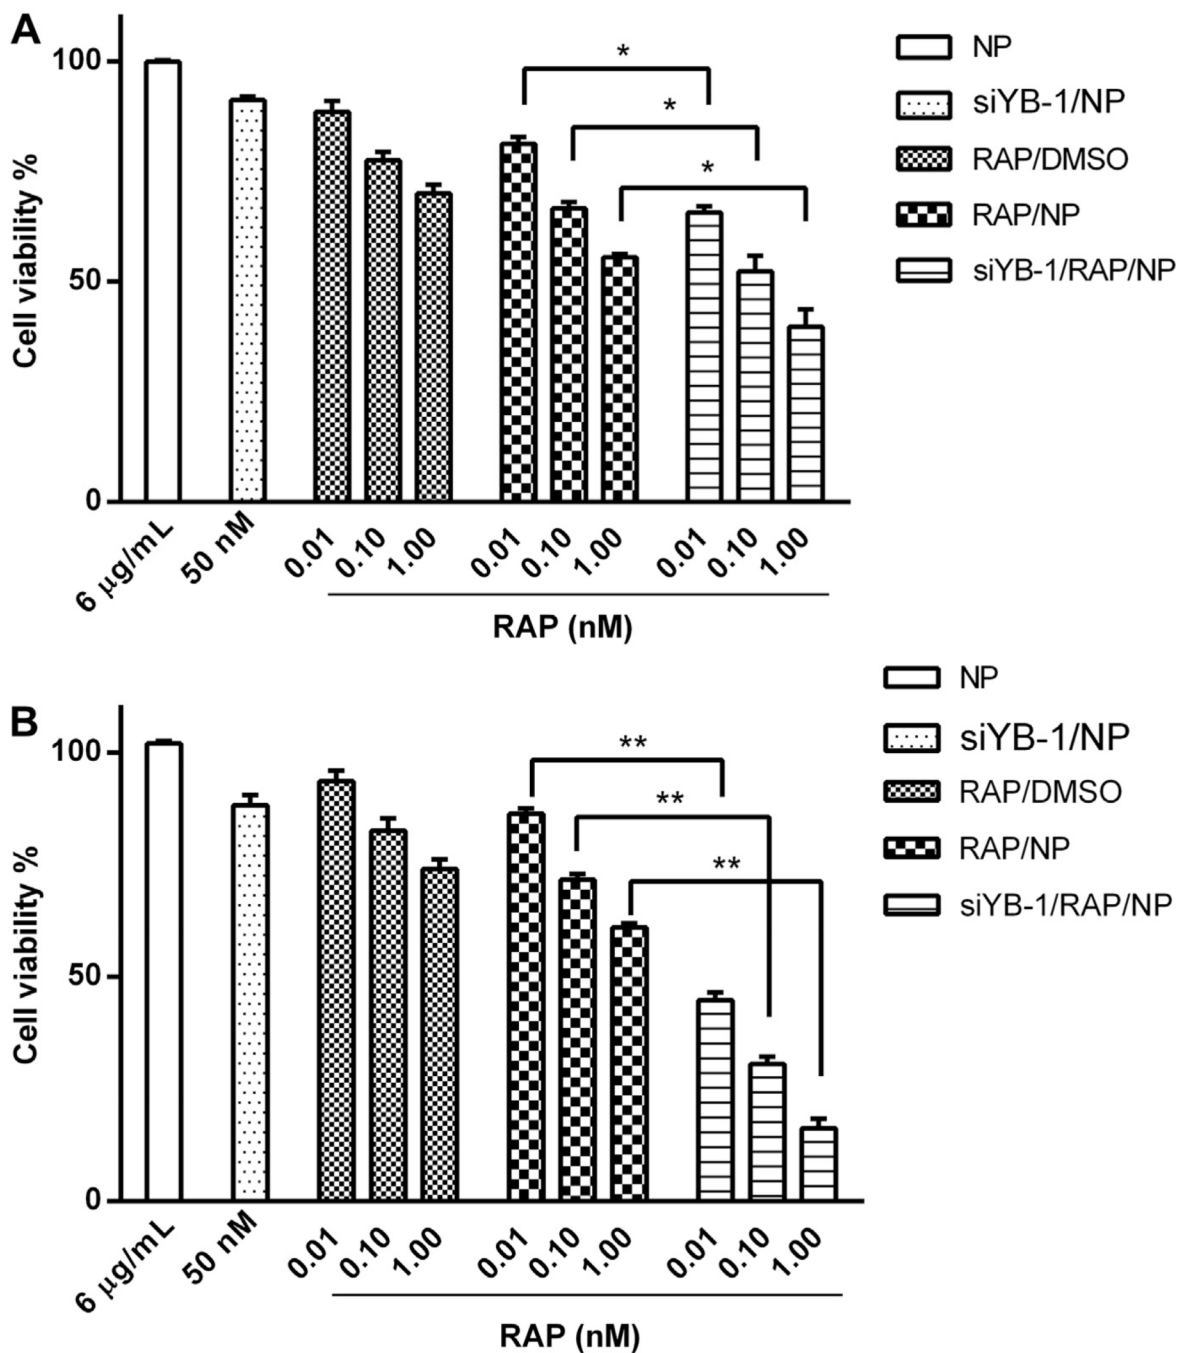 A
100
50
0
Cell viability %
*
*
*
NP
siYB-1/NP
RAP/DMSO
RAP/NP
siYB-1/RAP/NP
6 μg/mL
50 nM
0.01
0.10
1.00
0.01
0.10
1.00
0.01
0.10
1.00
RAP (nM)
B
100
50
0
Cell viability %
**
**
**
NP
siYB-1/NP
RAP/DMSO
RAP/NP
siYB-1/RAP/NP
6 μg/mL
50 nM
0.01
0.10
1.00
0.01
0.10
1.00
0.01
0.10
1.00
RAP (nM)